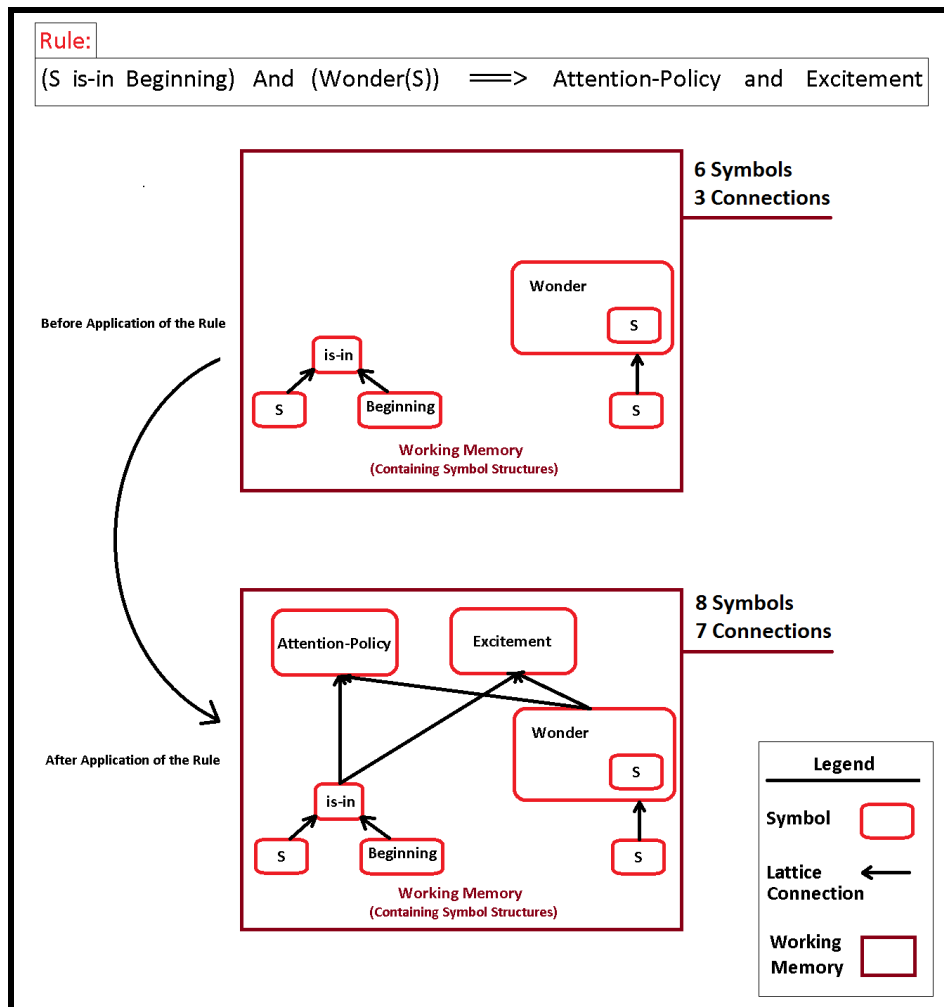 Rule:
(S is-in Beginning) And (Wonder(S)) ===> Attention-Policy and Excitement
6 Symbols
3 Connections
Before Application of the Rule
Wonder
S
is-in
S
Beginning
S
Working Memory
(Containing Symbol Structures)
8 Symbols
7 Connections
After Application of the Rule
Attention-Policy
Excitement
Wonder
S
is-in
S
Beginning
S
Working Memory
(Containing Symbol Structures)
Legend
Symbol
Lattice
Connection
Working
Memory